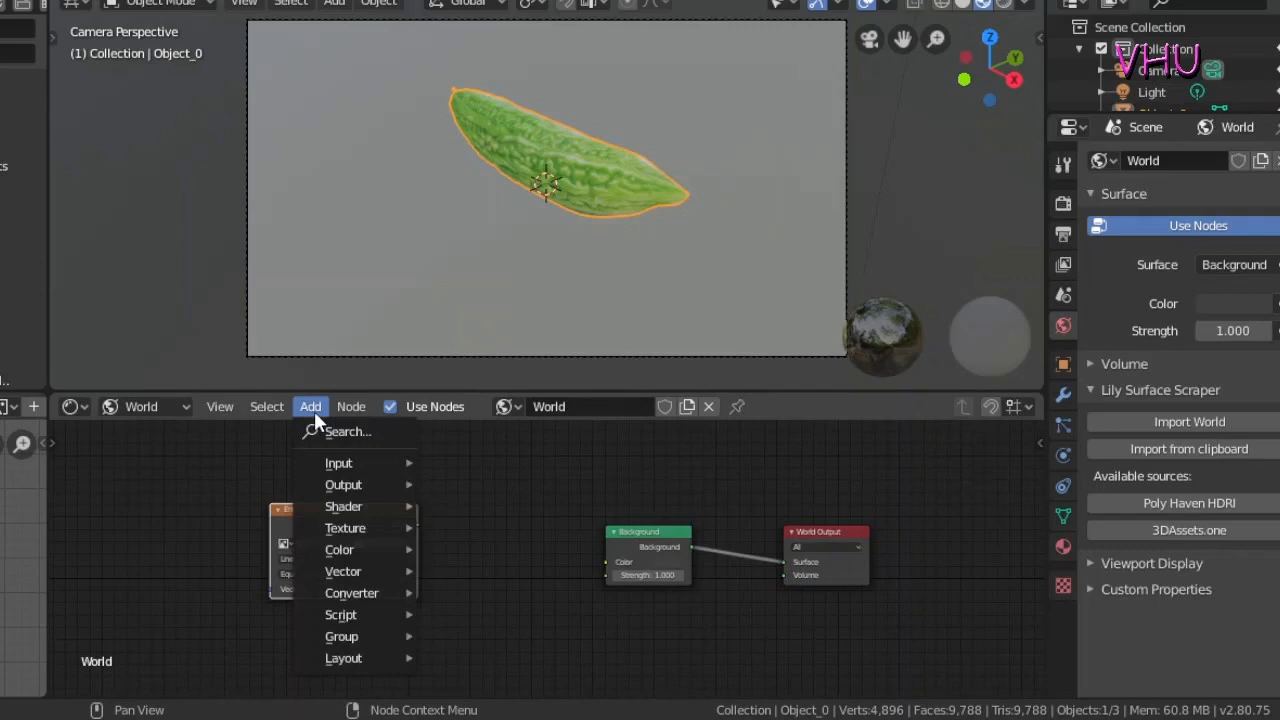 Object Mode View Select Add Object Global
Camera Perspective
(1) Collection | Object_0
Z
Y
X
Scene Collection
VHU
Light
Scene World
World
Surface
Use Nodes
Surface Background
Color
Strength 1.000
Volume
Lily Surface Scraper
Import World
Import from clipboard
Available sources:
Poly Haven HDRI
3DAssets.one
Viewport Display
Custom Properties
World View Select Add Node Use Nodes World
Search...
Input
Output
Shader
Texture
Color
Vector
Converter
Script
Group
Layout
Background
Background
Color
Strength: 1.000
World Output
All
Surface
Volume
World
Pan View Node Context Menu Collection | Object_0 | Verts:4,896 | Faces:9,788 | Tris:9,788 | Objects:1/3 | Mem: 60.8 MB | v2.80.75